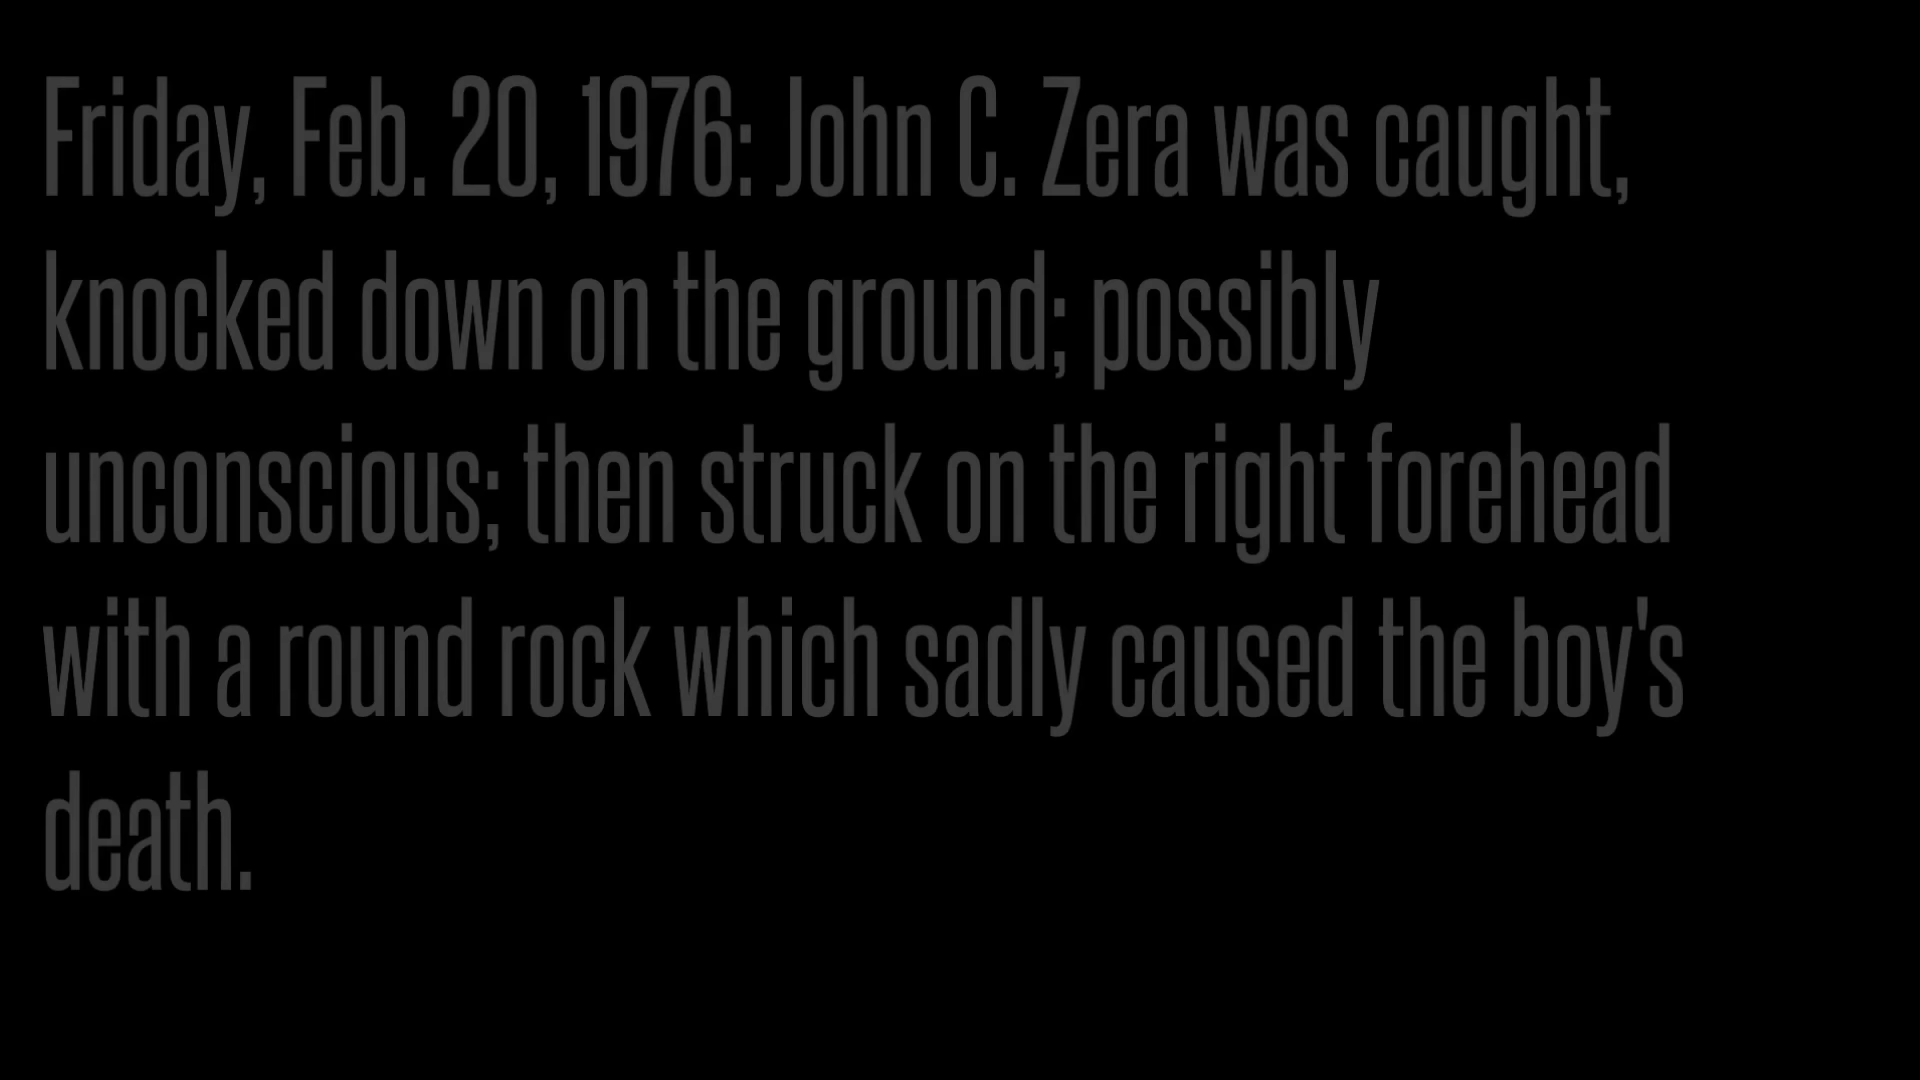 Friday, Feb. 20, 1976: John C. Zera was caught,
knocked down on the ground; possibly
unconscious; then struck on the right forehead
with a round rock which sadly caused the boy's
death.